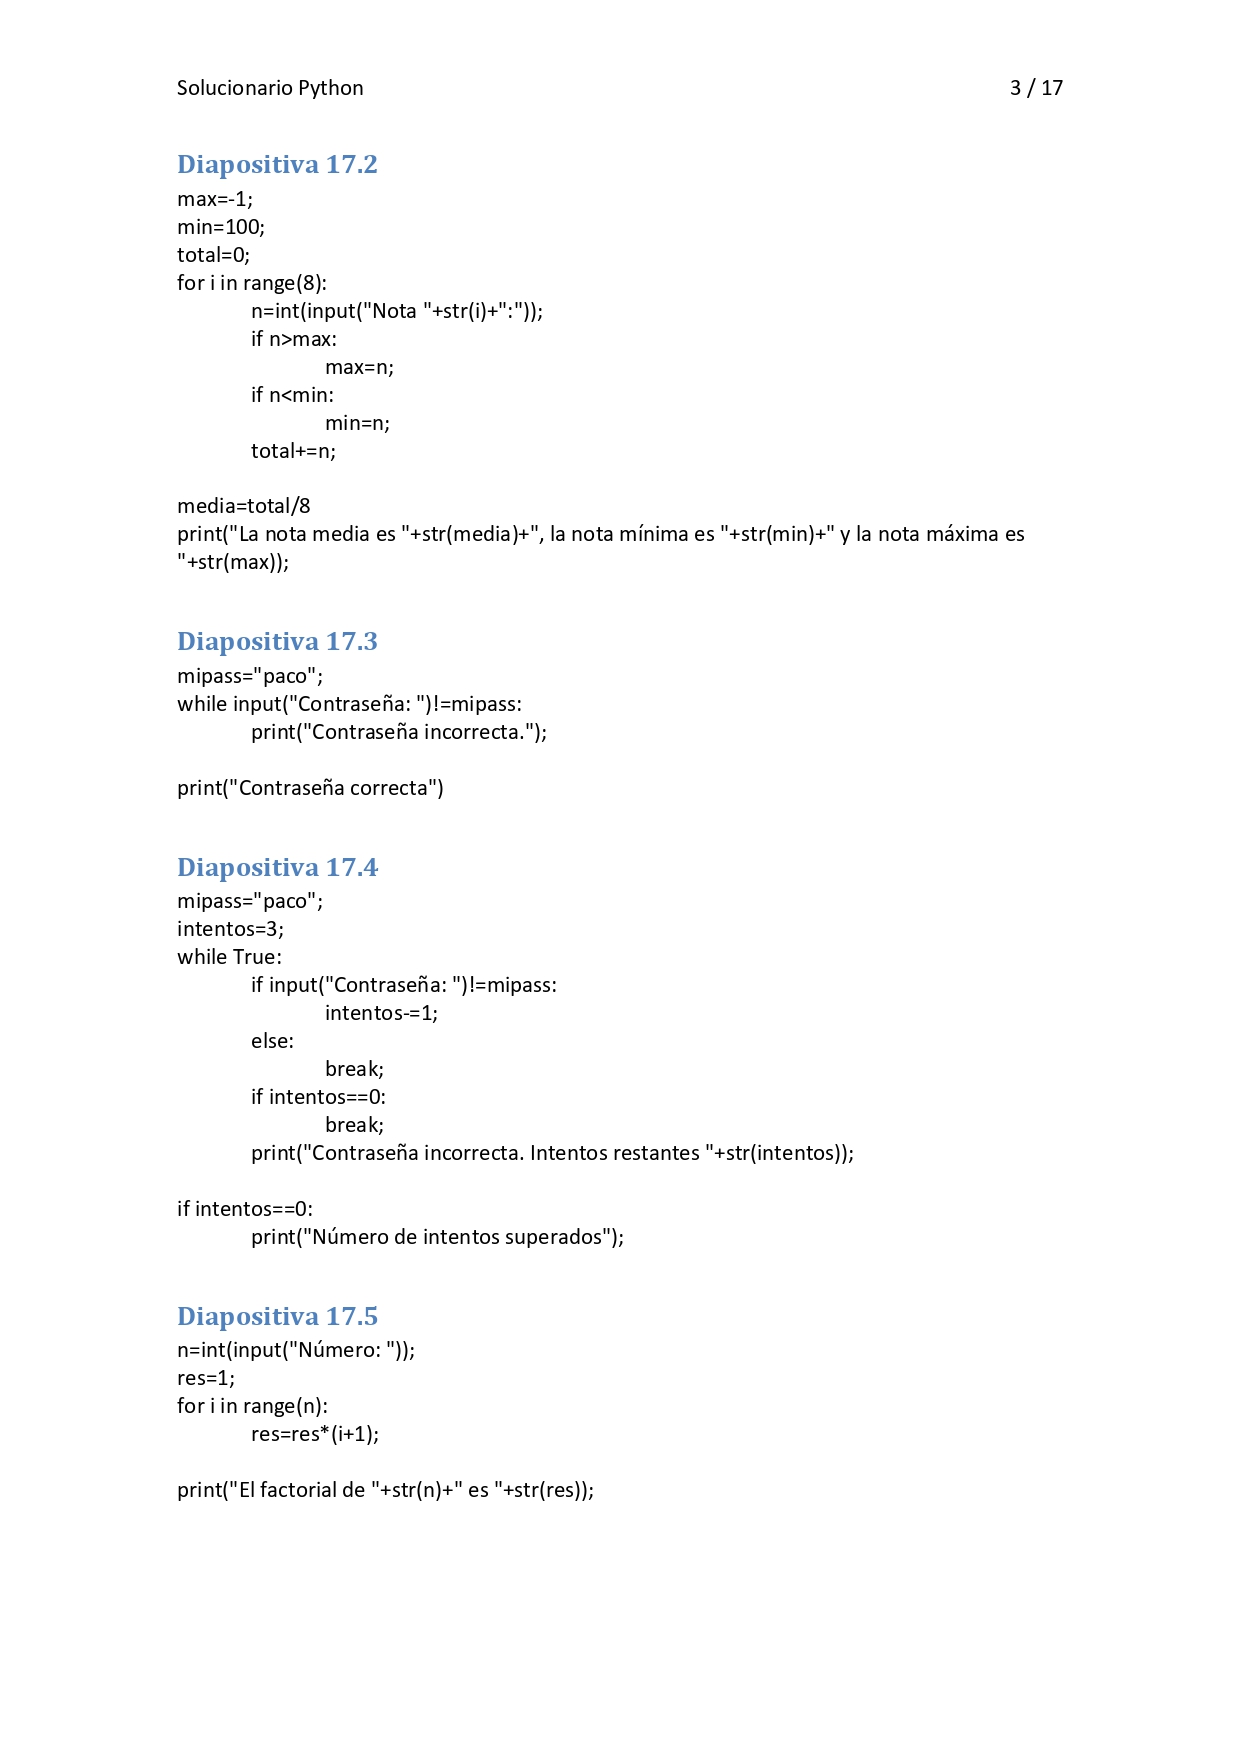 Solucionario Python 3 / 17
Diapositiva 17.2
max=-1;
min=100;
total=0;
for i in range(8):
n=int(input("Nota "+str(i)+":"));
if n>max:
max=n;
if n<min:
min=n;
total+=n;
media=total/8
print("La nota media es "+str(media)+", la nota mínima es "+str(min)+" y la nota máxima es
"+str(max));
Diapositiva 17.3
mipass="paco";
while input("Contraseña: ")!=mipass:
print("Contraseña incorrecta.");
print("Contraseña correcta")
Diapositiva 17.4
mipass="paco";
intentos=3;
while True:
if input("Contraseña: ")!=mipass:
intentos-=1;
else:
break;
if intentos==0:
break;
print("Contraseña incorrecta. Intentos restantes "+str(intentos));
if intentos==0:
print("Número de intentos superados");
Diapositiva 17.5
n=int(input("Número: "));
res=1;
for i in range(n):
res=res*(i+1);
print("El factorial de "+str(n)+" es "+str(res));